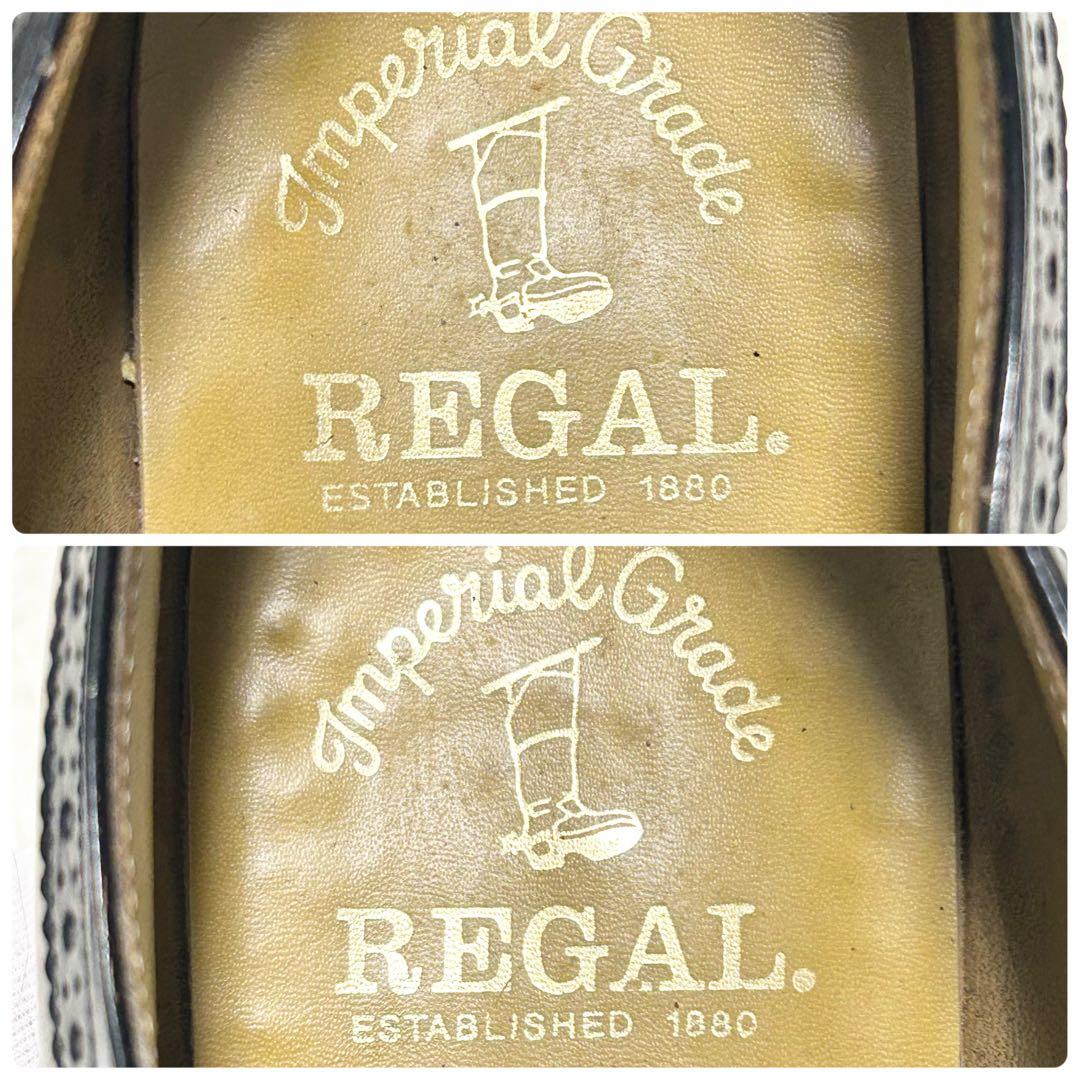 Imperial Grade
REGAL.
ESTABLISHED 1880
Imperial Grade
REGAL.
ESTABLISHED 1880